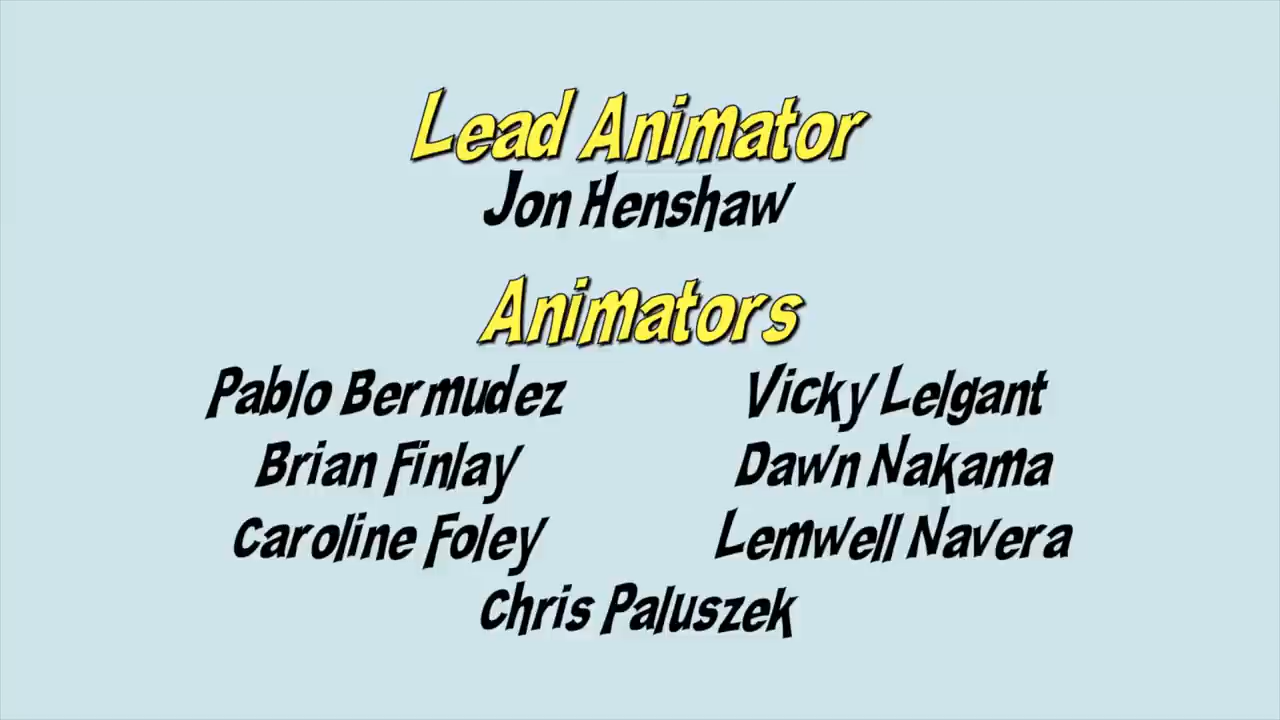 Lead Animator
Jon Henshaw
Animators
Pablo Bermudez Vicky Lelgant
Brian Finlay Dawn Nakama
Caroline Foley Lemwell Navera
Chris Paluszek